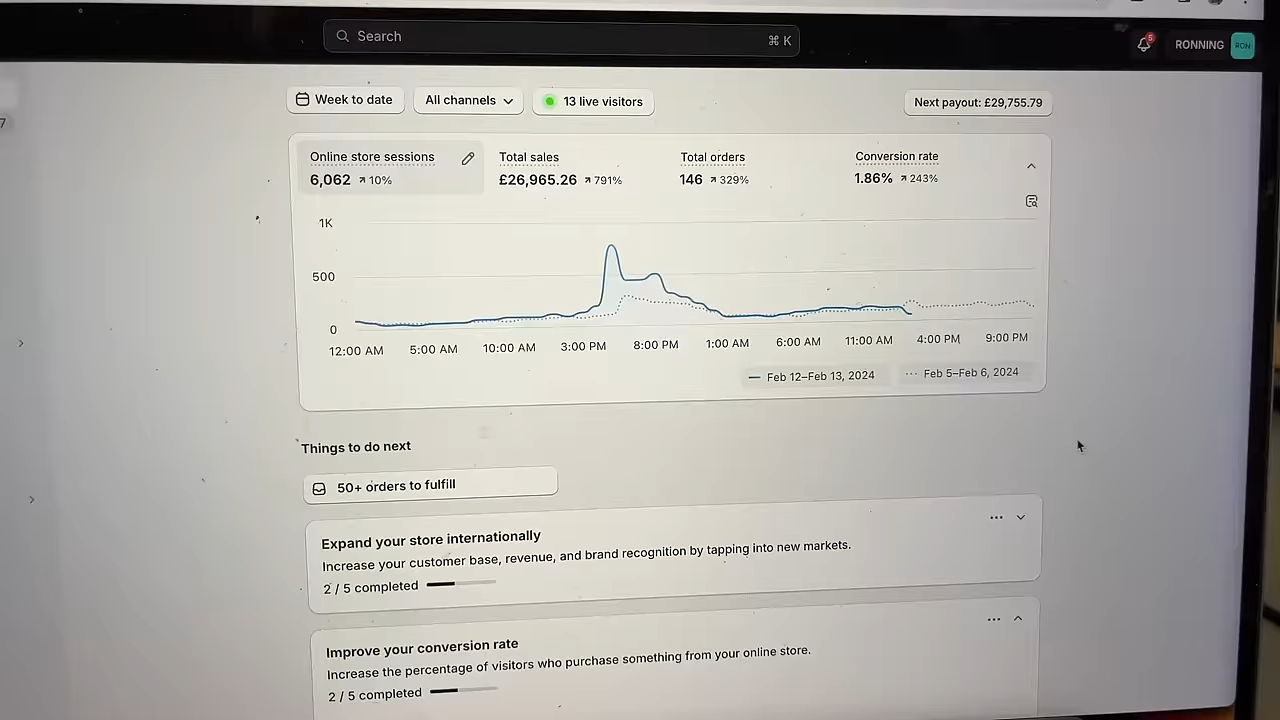 Search
⌘ K
5
RONNING
RON
7
Week to date
All channels
13 live visitors
Next payout: £29,755.79
Online store sessions
6,062 ↗ 10%
Total sales
£26,965.26 ↗ 791%
Total orders
146 ↗ 329%
Conversion rate
1.86% ↗ 243%
1K
500
0
12:00 AM 5:00 AM 10:00 AM 3:00 PM 8:00 PM 1:00 AM 6:00 AM 11:00 AM 4:00 PM 9:00 PM
Feb 12–Feb 13, 2024
Feb 5–Feb 6, 2024
Things to do next
50+ orders to fulfill
Expand your store internationally
Increase your customer base, revenue, and brand recognition by tapping into new markets.
2 / 5 completed
Improve your conversion rate
Increase the percentage of visitors who purchase something from your online store.
2 / 5 completed